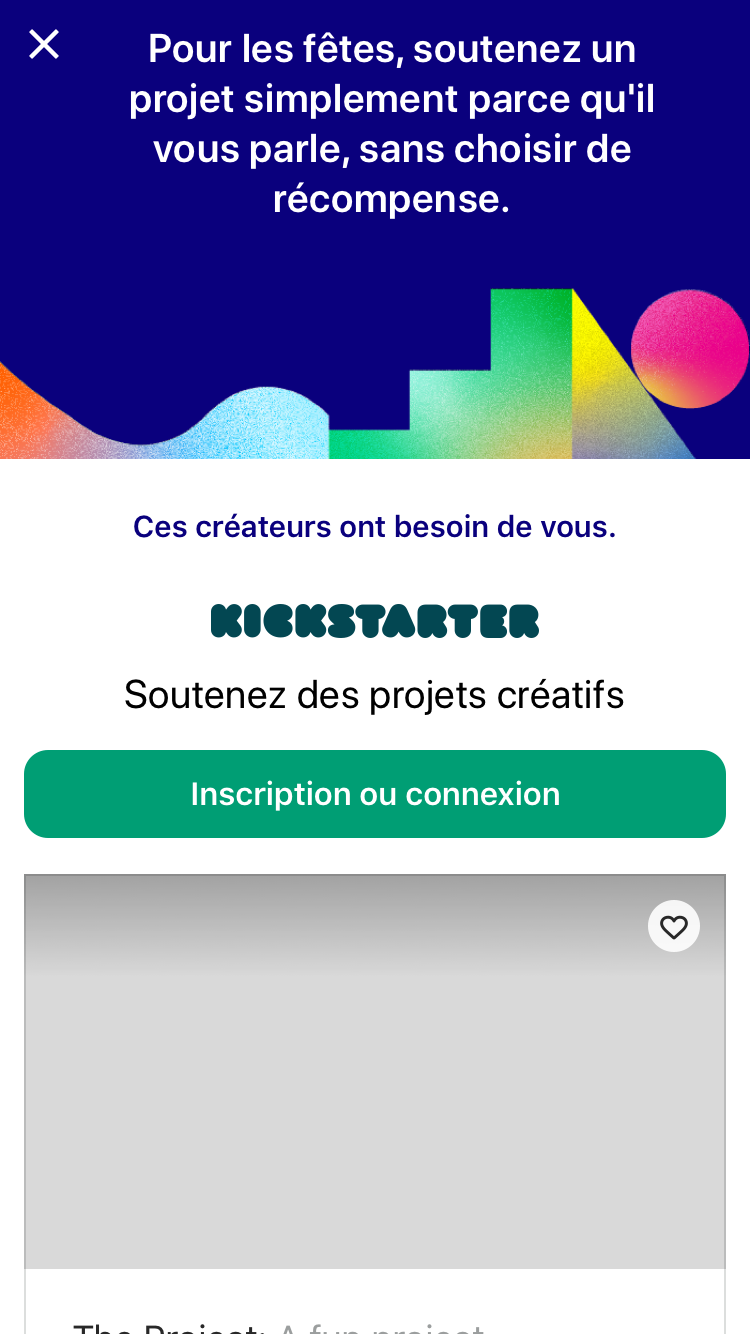 Pour les fêtes, soutenez un
projet simplement parce qu'il
vous parle, sans choisir de
récompense.
Ces créateurs ont besoin de vous.
KICKSTARTER
Soutenez des projets créatifs
Inscription ou connexion
The Project: A fun project